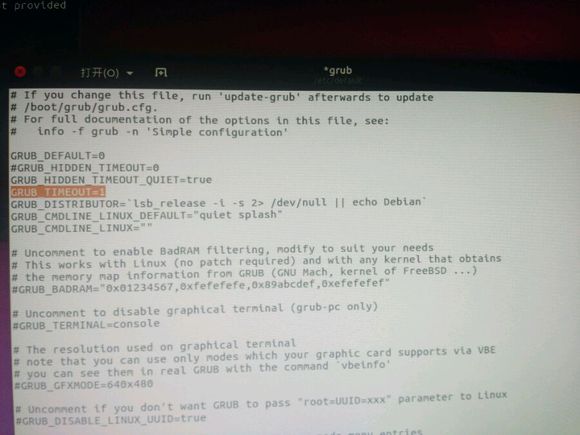 t provided
打开(O)
*grub
/etc/default
# If you change this file, run 'update-grub' afterwards to update
# /boot/grub/grub.cfg.
# For full documentation of the options in this file, see:
#   info -f grub -n 'Simple configuration'
GRUB_DEFAULT=0
#GRUB_HIDDEN_TIMEOUT=0
GRUB_HIDDEN_TIMEOUT_QUIET=true
GRUB_TIMEOUT=1
GRUB_DISTRIBUTOR=`lsb_release -i -s 2> /dev/null || echo Debian`
GRUB_CMDLINE_LINUX_DEFAULT="quiet splash"
GRUB_CMDLINE_LINUX=""
# Uncomment to enable BadRAM filtering, modify to suit your needs
# This works with Linux (no patch required) and with any kernel that obtains
# the memory map information from GRUB (GNU Mach, kernel of FreeBSD ...)
#GRUB_BADRAM="0x01234567,0xfefefefe,0x89abcdef,0xefefefef"
# Uncomment to disable graphical terminal (grub-pc only)
#GRUB_TERMINAL=console
# The resolution used on graphical terminal
# note that you can use only modes which your graphic card supports via VBE
# you can see them in real GRUB with the command `vbeinfo'
#GRUB_GFXMODE=640x480
# Uncomment if you don't want GRUB to pass "root=UUID=xxx" parameter to Linux
#GRUB_DISABLE_LINUX_UUID=true
menu entries